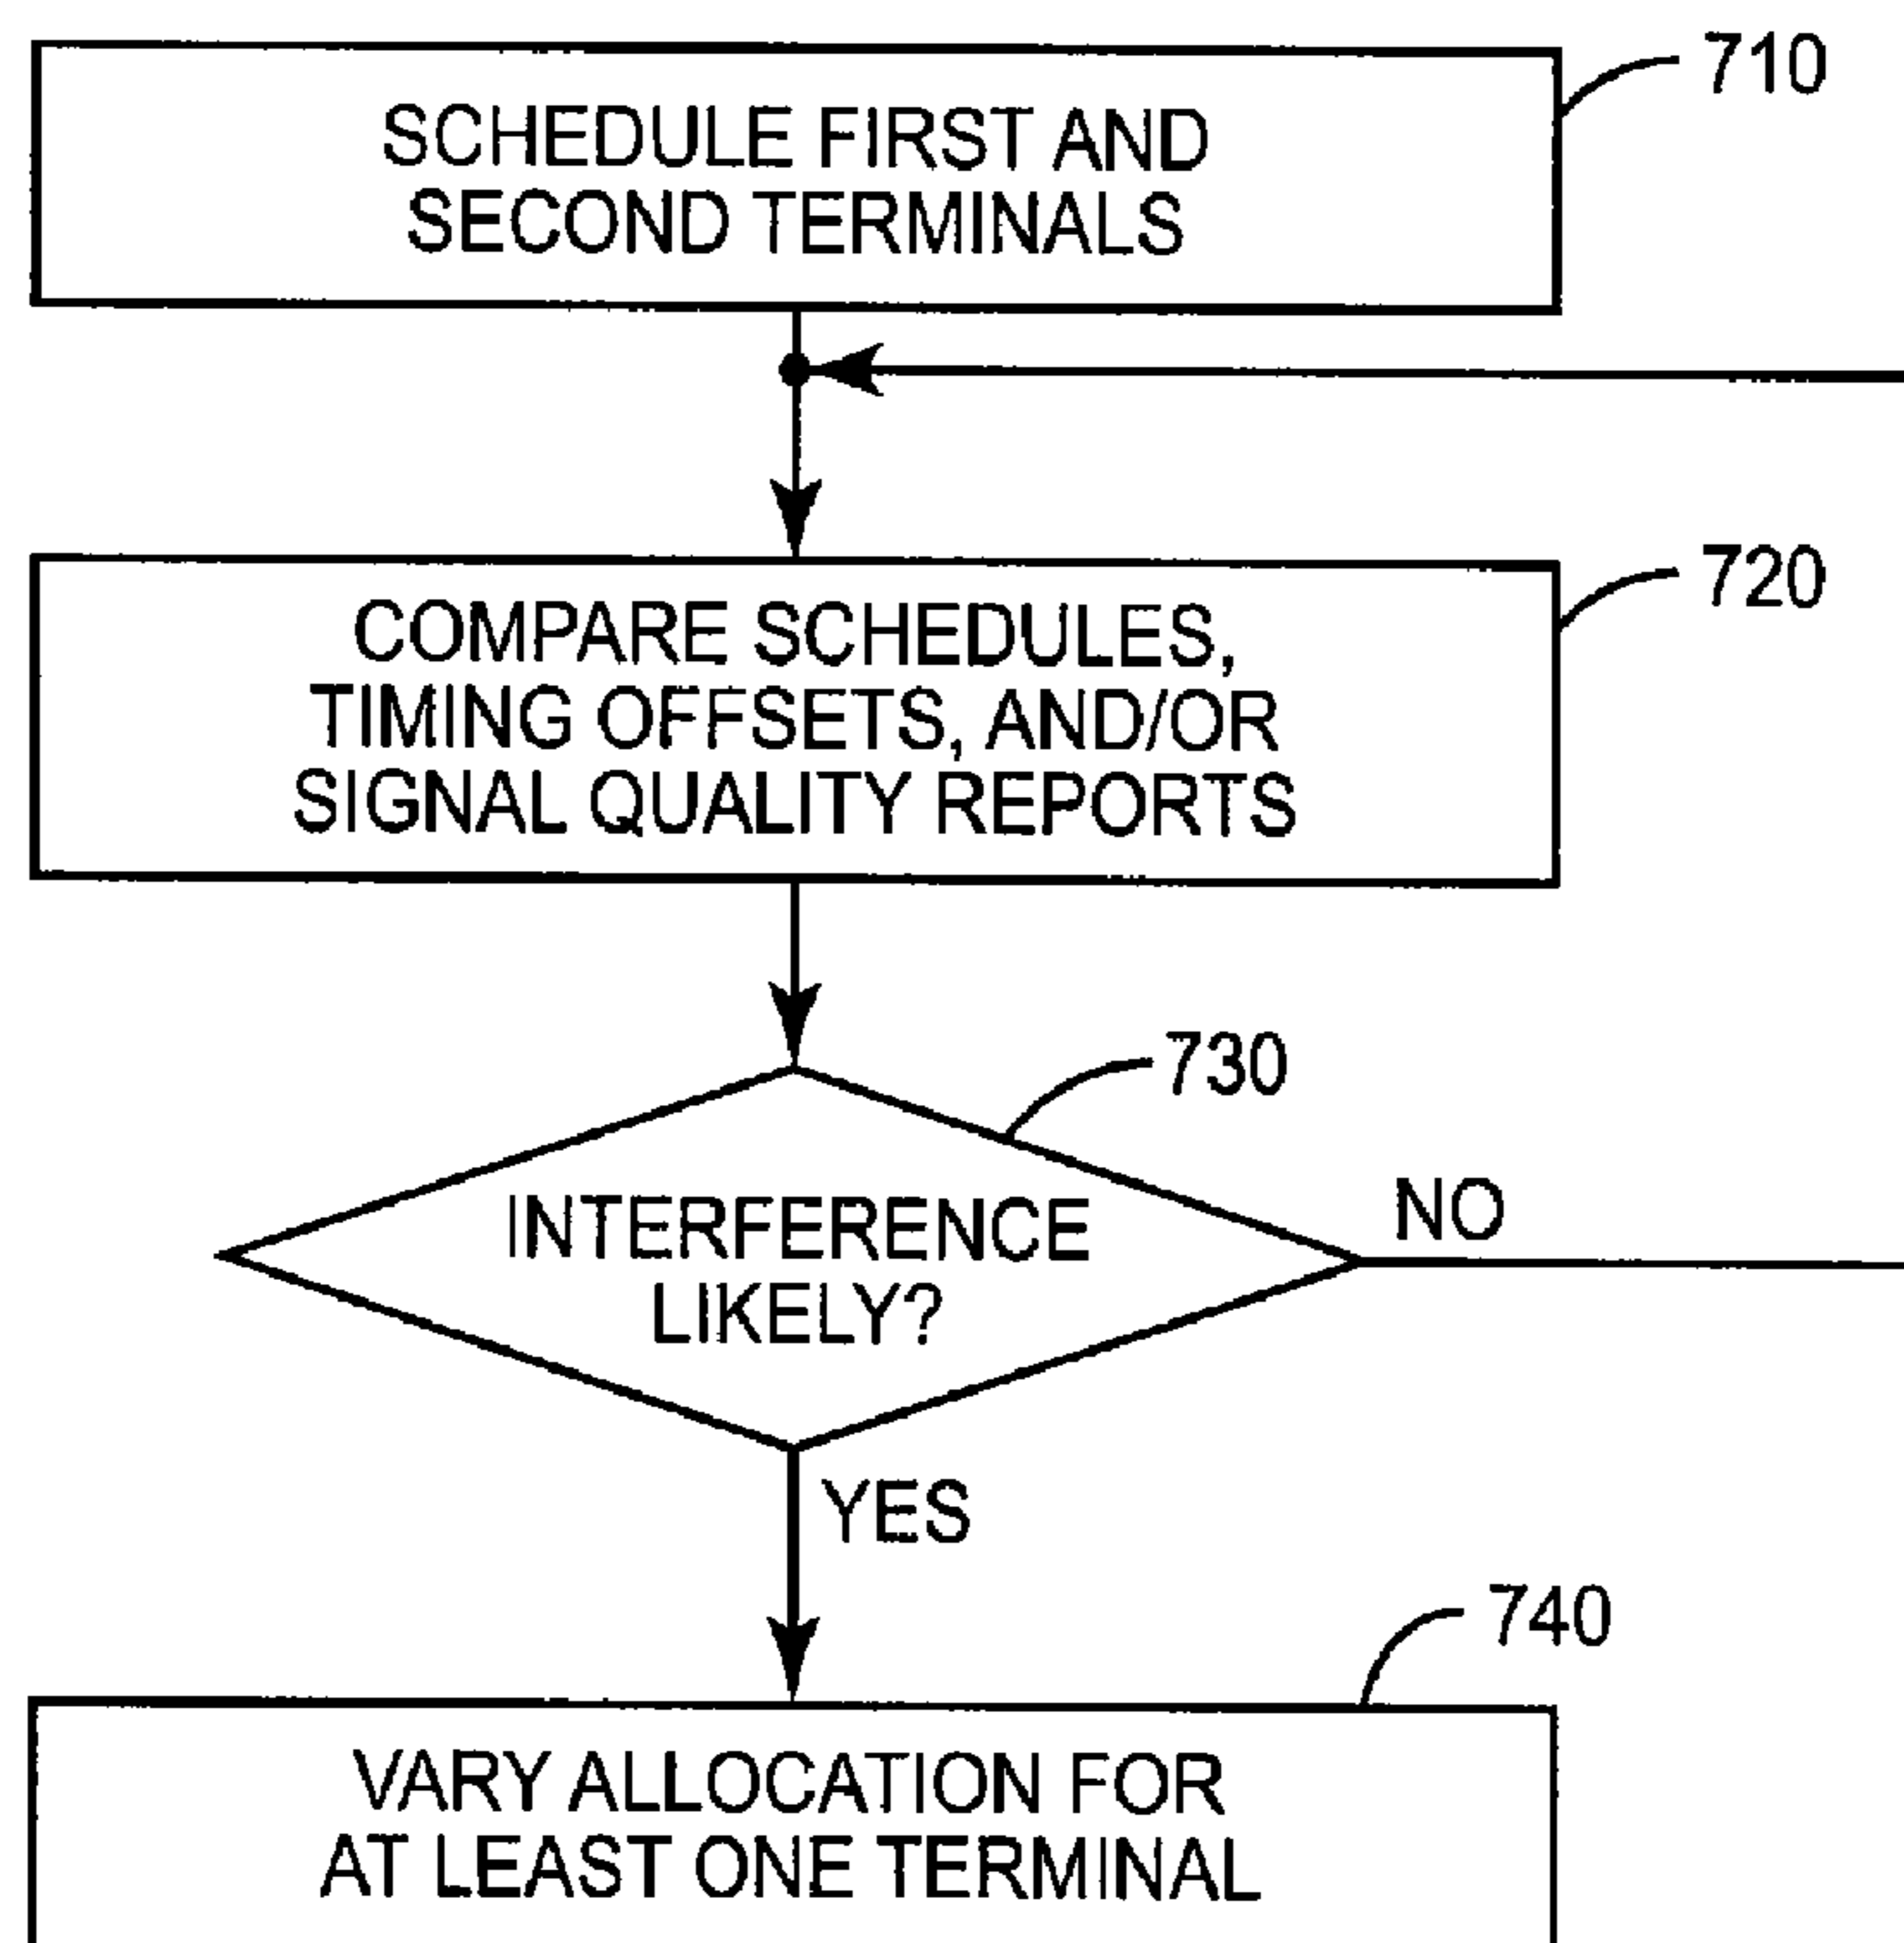 710
SCHEDULE FIRST AND
SECOND TERMINALS
720
COMPARE SCHEDULES,
TIMING OFFSETS, AND/OR
SIGNAL QUALITY REPORTS
730
INTERFERENCE
LIKELY?
NO
YES
740
VARY ALLOCATION FOR
AT LEAST ONE TERMINAL